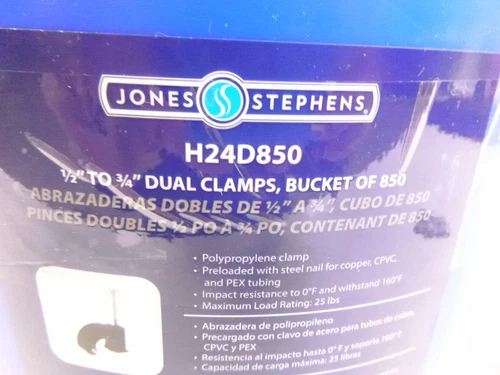 JONES STEPHENS®
H24D850
½" TO ¾" DUAL CLAMPS, BUCKET OF 850
ABRAZADERAS DOBLES DE ½" A ¾", CUBO DE 850
PINCES DOUBLES ½ PO A ¾ PO, CONTENANT DE 850
• Polypropylene clamp
• Preloaded with steel nail for copper, CPVC,
and PEX tubing
• Impact resistance to 0°F and withstand 160°F
• Maximum Load Rating: 25 lbs
• Abrazadera de polipropileno
• Precargado con clavo de acero para tubos de cobre,
CPVC y PEX
• Resistencia al impacto hasta 0° F y soporta 160° F
• Capacidad de carga máxima: 25 libras